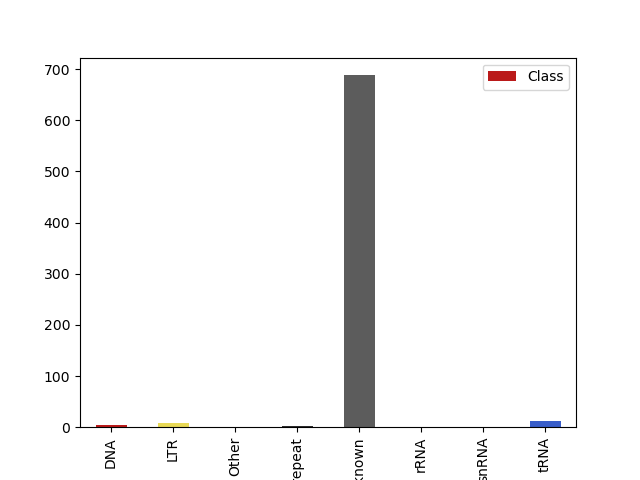 700
600
500
400
300
200
100
0
Class
DNA
LTR
Other
repeat
known
rRNA
snRNA
tRNA